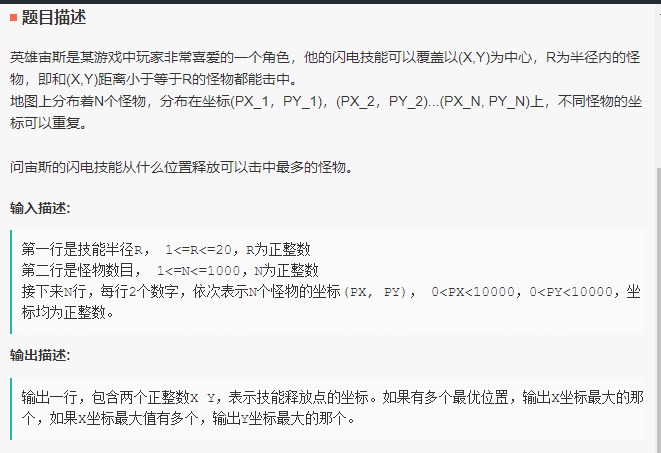 题目描述
英雄宙斯是某游戏中玩家非常喜爱的一个角色，他的闪电技能可以覆盖以(X,Y)为中心，R为半径内的怪
物，即和(X,Y)距离小于等于R的怪物都能击中。
地图上分布着N个怪物，分布在坐标(PX_1，PY_1)，(PX_2，PY_2)...(PX_N, PY_N)上，不同怪物的坐
标可以重复。
问宙斯的闪电技能从什么位置释放可以击中最多的怪物。
输入描述:
第一行是技能半径R， 1<=R<=20，R为正整数
第二行是怪物数目， 1<=N<=1000，N为正整数
接下来N行，每行2个数字，依次表示N个怪物的坐标(PX, PY)， 0<PX<10000，0<PY<10000，坐
标均为正整数。
输出描述:
输出一行，包含两个正整数X Y，表示技能释放点的坐标。如果有多个最优位置，输出X坐标最大的那
个，如果X坐标最大值有多个，输出Y坐标最大的那个。